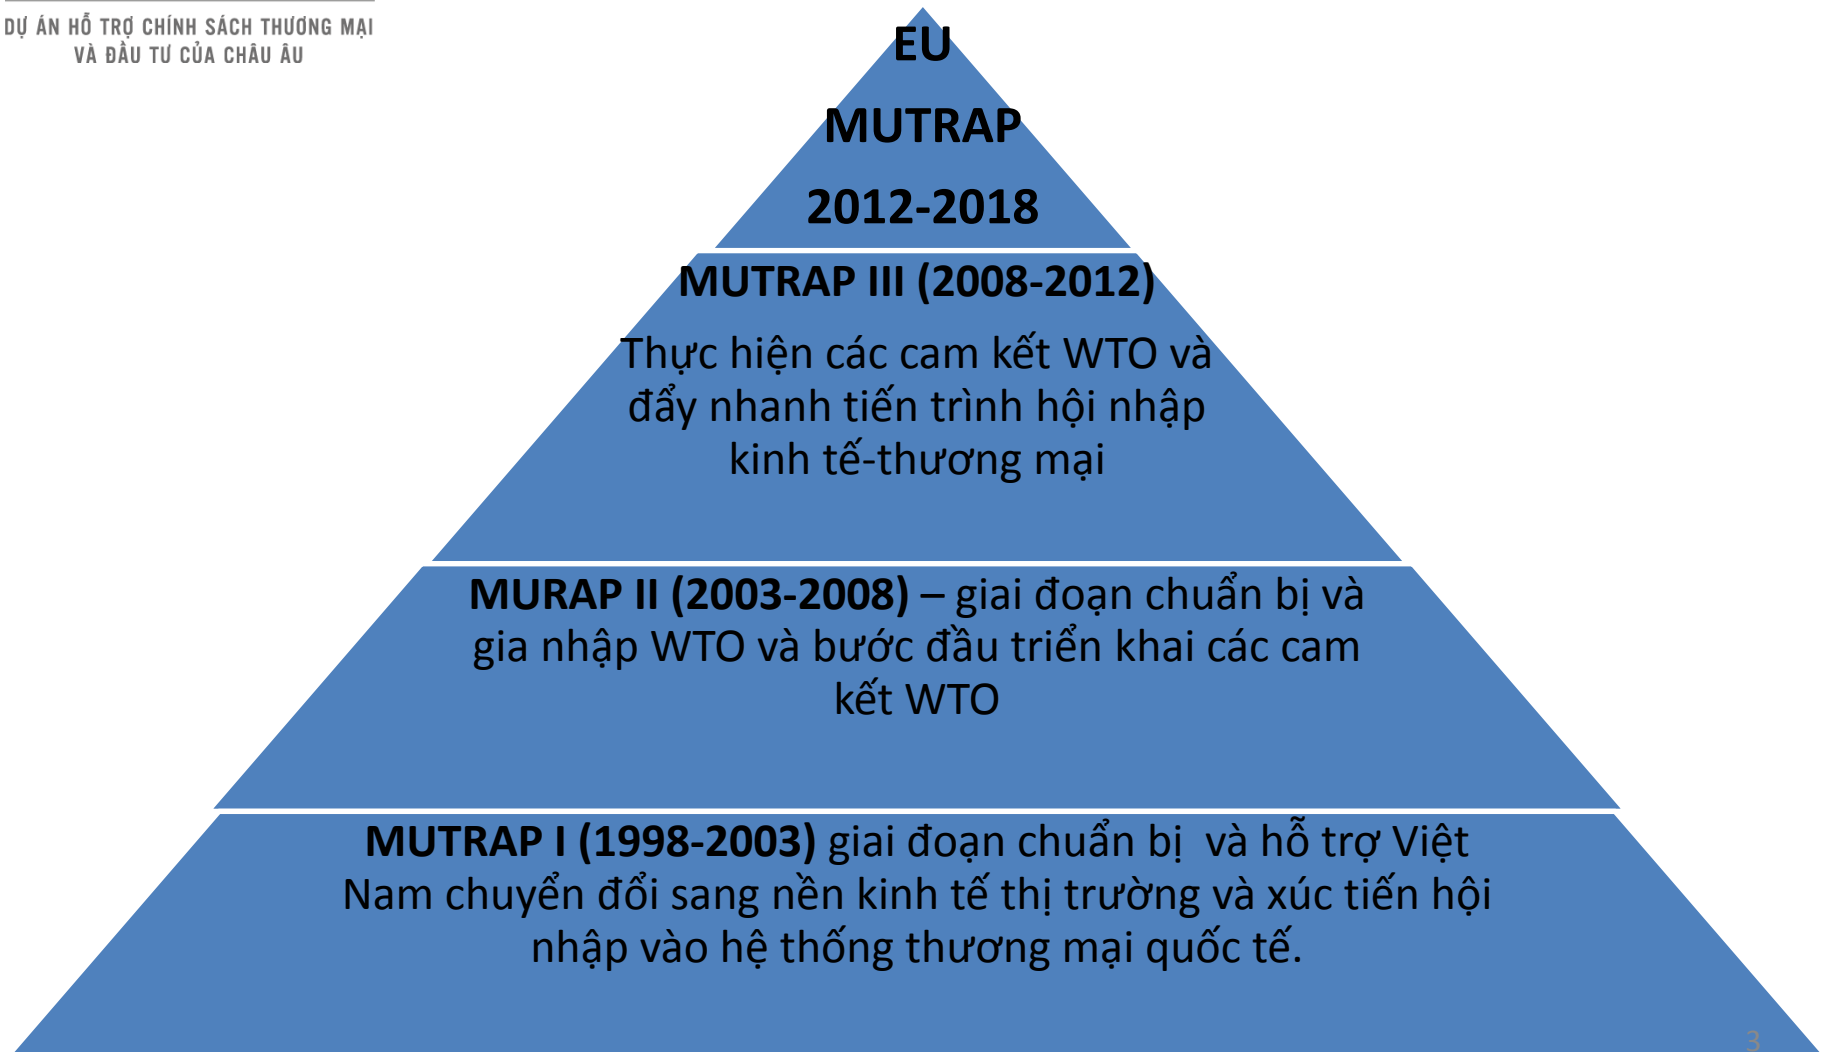 DỰ ÁN HỖ TRỢ CHÍNH SÁCH THƯƠNG MẠI
VÀ ĐẦU TƯ CỦA CHÂU ÂU
EU
MUTRAP
2012-2018
MUTRAP III (2008-2012)
Thực hiện các cam kết WTO và
đẩy nhanh tiến trình hội nhập
kinh tế-thương mại
MURAP II (2003-2008) – giai đoạn chuẩn bị và
gia nhập WTO và bước đầu triển khai các cam
kết WTO
MUTRAP I (1998-2003) giai đoạn chuẩn bị  và hỗ trợ Việt
Nam chuyển đổi sang nền kinh tế thị trường và xúc tiến hội
nhập vào hệ thống thương mại quốc tế.
3